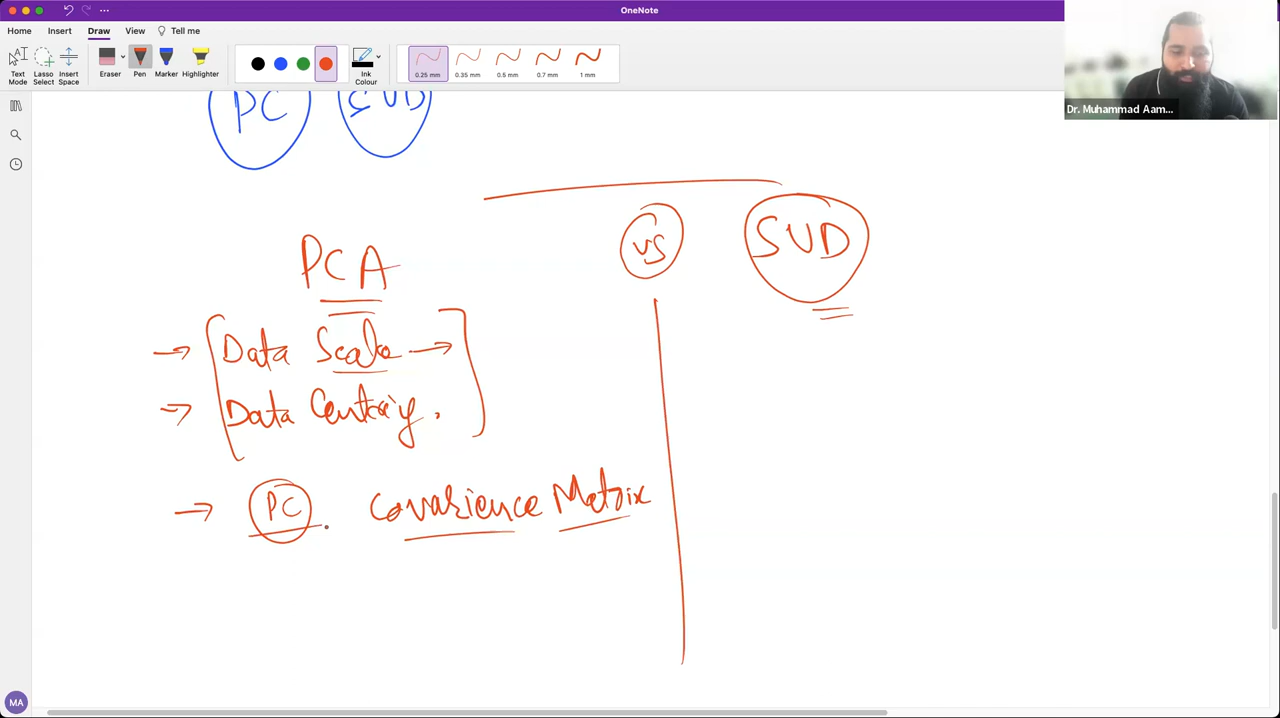 OneNote
Home Insert Draw View Tell me
Text Mode
Lasso Select
Insert Space
Eraser
Pen
Marker
Highlighter
Ink Colour
0.25 mm
0.35 mm
0.5 mm
0.7 mm
1 mm
Dr. Muhammad Aam...
PC SVD
PCA vs SVD
→ Data Scale →
→ Data Centriy.
→ PC. Covarience Metrix
MA